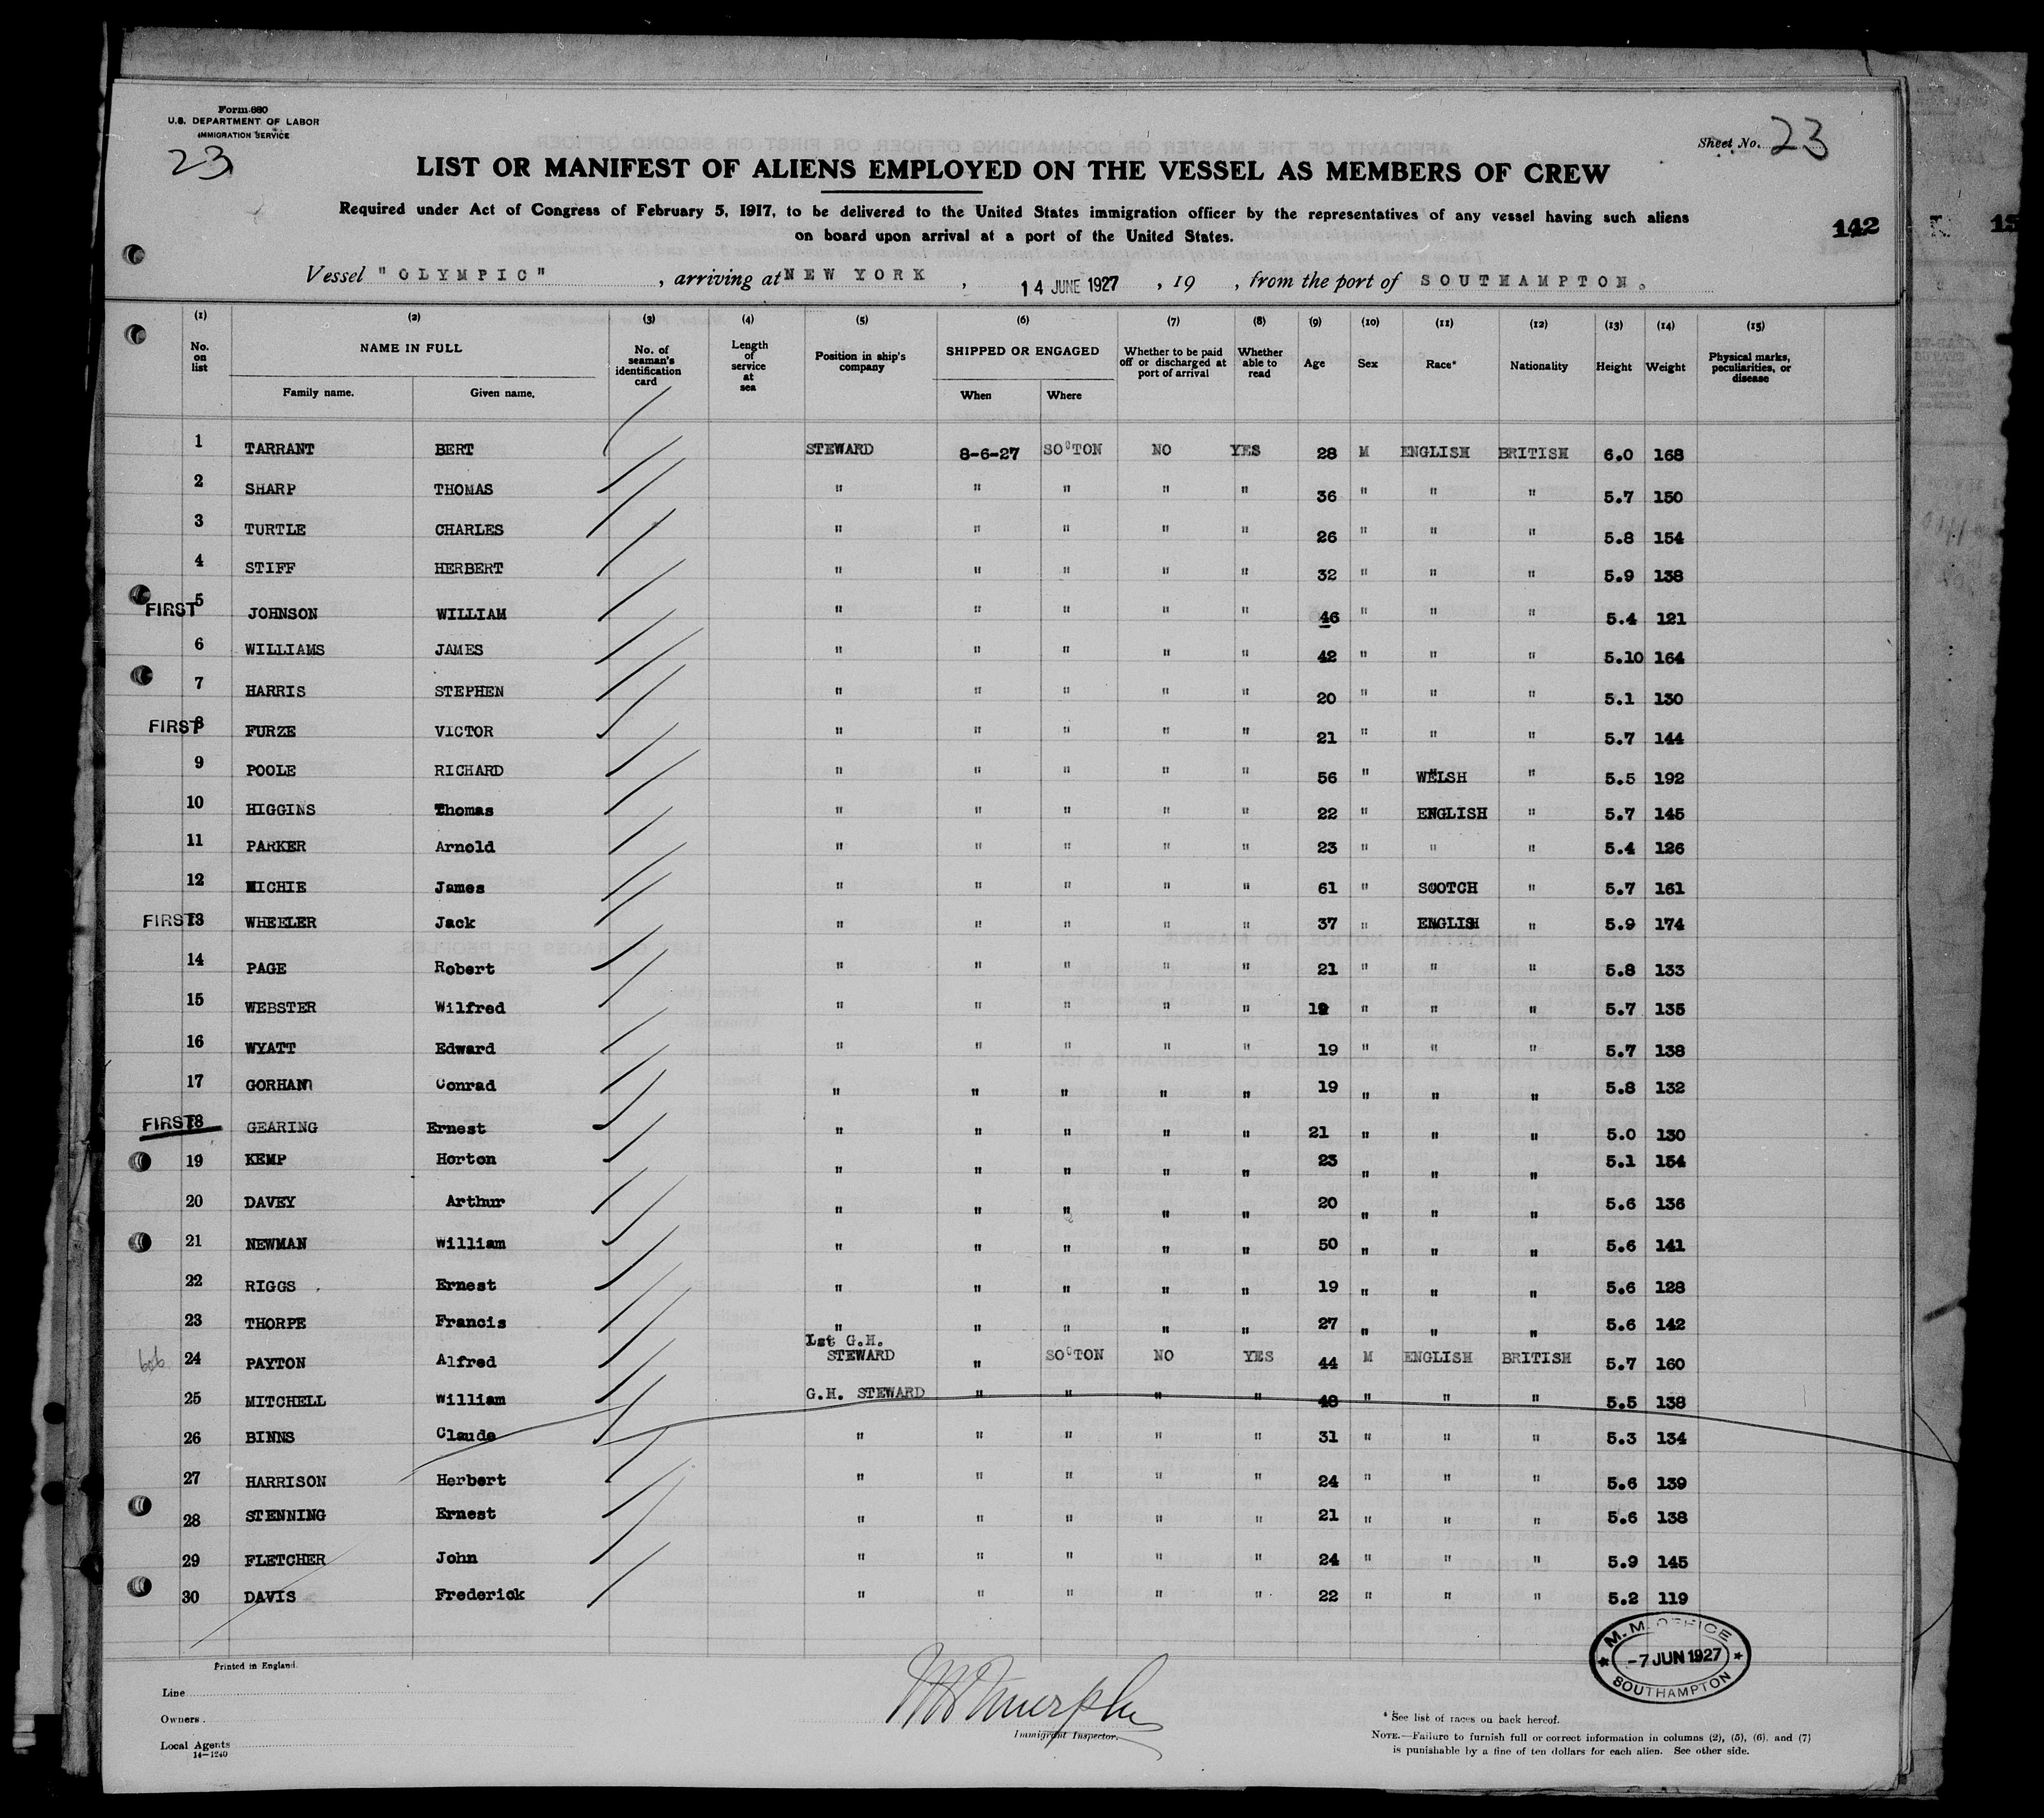 Form 680
U.S. DEPARTMENT OF LABOR
IMMIGRATION SERVICE
23
Sheet No. 23
LIST OR MANIFEST OF ALIENS EMPLOYED ON THE VESSEL AS MEMBERS OF CREW
Required under Act of Congress of February 5, 1917, to be delivered to the United States immigration officer by the representatives of any vessel having such aliens
on board upon arrival at a port of the United States.
142
Vessel "OLYMPIC", arriving at NEW YORK, 14 JUNE 1927, 19 , from the port of SOUTHAMPTON.
(1) (2) (3) (4) (5) (6) (7) (8) (9) (10) (11) (12) (13) (14) (15)
No. on list NAME IN FULL Family name. Given name. No. of seaman's identification card Length of service at sea Position in ship's company SHIPPED OR ENGAGED When Where Whether to be paid off or discharged at port of arrival Whether able to read Age Sex Race* Nationality Height Weight Physical marks, peculiarities, or disease
1 TARRANT BERT STEWARD 8-6-27 SO'TON NO YES 28 M ENGLISH BRITISH 6.0 168
2 SHARP THOMAS " " " " " 36 " " " 5.7 150
3 TURTLE CHARLES " " " " " 26 " " " 5.8 154
4 STIFF HERBERT " " " " " 32 " " " 5.9 138
FIRST 5 JOHNSON WILLIAM " " " " " 46 " " " 5.4 121
6 WILLIAMS JAMES " " " " " 42 " " " 5.10 164
7 HARRIS STEPHEN " " " " " 20 " " " 5.1 130
FIRST 8 FURZE VICTOR " " " " " 21 " " " 5.7 144
9 POOLE RICHARD " " " " " 56 " WELSH " 5.5 192
10 HIGGINS Thomas " " " " " 22 " ENGLISH " 5.7 145
11 PARKER Arnold " " " " " 23 " " " 5.4 126
12 MICHIE James " " " " " 61 " SCOTCH " 5.7 161
FIRST 13 WHEELER Jack " " " " " 37 " ENGLISH " 5.9 174
14 PAGE Robert " " " " " 21 " " " 5.8 133
15 WEBSTER Wilfred " " " " " " " " 5.7 135
16 WYATT Edward " " " " " 19 " " " 5.7 138
17 GORHAM Conrad " " " " " 19 " " " 5.8 132
FIRST 18 GEARING Ernest " " " " " 21 " " " 5.0 130
19 KEMP Horton " " " " " 23 " " " 5.1 154
20 DAVEY Arthur " " " " " 20 " " " 5.6 136
21 NEWMAN William " " " " " 50 " " " 5.6 141
22 RIGGS Ernest " " " " " 19 " " " 5.6 128
23 THORPE Francis " " " " " 27 " " " 5.6 142
24 PAYTON Alfred 1st G.H. STEWARD " SO'TON NO YES 44 M ENGLISH BRITISH 5.7 160
25 MITCHELL William G.H. STEWARD " " " " 48 " " " 5.5 138
26 BINNS Claude " " " " " 31 " " " 5.3 134
27 HARRISON Herbert " " " " " 24 " " " 5.6 139
28 STENNING Ernest " " " " " 21 " " " 5.6 138
29 FLETCHER John " " " " " 24 " " " 5.9 145
30 DAVIS Frederick " " " " " 22 " " " 5.2 119
M. M. OFFICE
-7 JUN 1927
SOUTHAMPTON
Printed in England.
Line
Owners
Local Agents
14-1240
Murphy
Immigrant Inspector.
* See list of races on back hereof.
NOTE.—Failure to furnish full or correct information in columns (2), (5), (6), and (7)
is punishable by a fine of ten dollars for each alien. See other side.